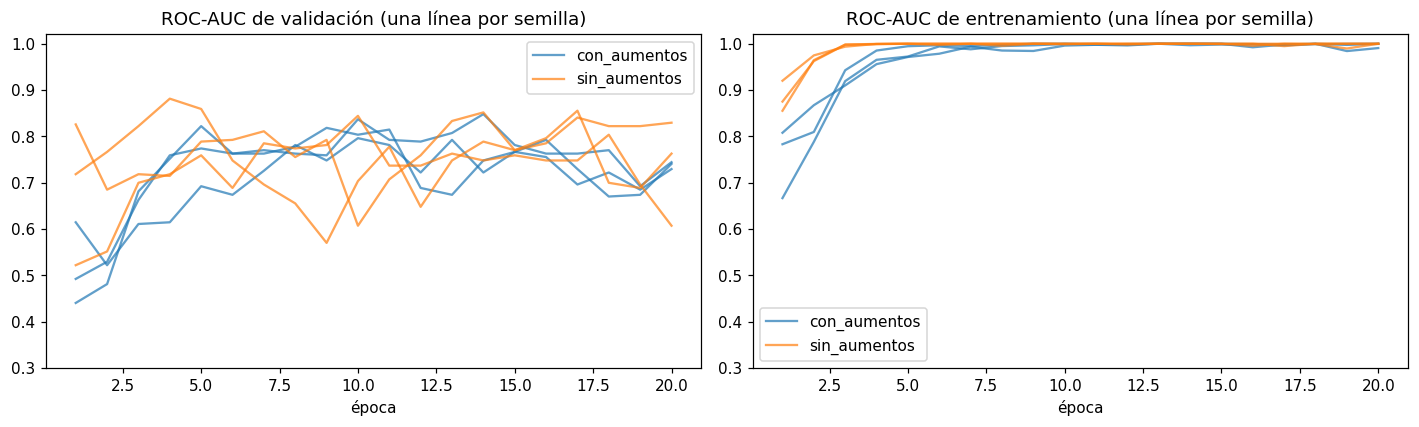 ROC-AUC de validación (una línea por semilla)
1.0
0.9
0.8
0.7
0.6
0.5
0.4
0.3
con_aumentos
sin_aumentos
2.5 5.0 7.5 10.0 12.5 15.0 17.5 20.0
época
ROC-AUC de entrenamiento (una línea por semilla)
1.0
0.9
0.8
0.7
0.6
0.5
0.4
0.3
con_aumentos
sin_aumentos
2.5 5.0 7.5 10.0 12.5 15.0 17.5 20.0
época